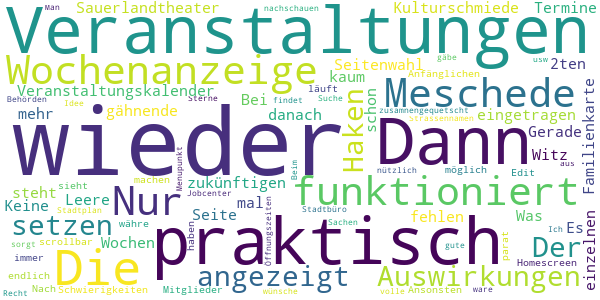 Man
Sauerlandtheater
nachschauen
Kulturschmiede
Termine
Veranstaltungen
gäbe
usw
Wochenanzeige
Seitenwahl
kaum
2ten
Anfänglichen
Veranstaltungskalender
läuft
Haken
schon
Meschede
Familienkarte
Behörden
Idee
Sterne
findet
Suche
zusammengequetscht
mehr
gähnende
Bei
danach
eingetragen
Straßennamen
Gerade
wieder
Dann
Witz
aus
Menüpunkt
Beim
steht
sieht
machen
zukünftigen
möglich
Edit
nützlich
Keine
Leere
Nur
Jobcenter
funktioniert
einzelnen
Stadtplan
Seite
mal
Öffnungszeiten
Stadtbüro
fehlen
Was
Ich
setzen
währe
haben
Sachen
Der
Es
sorgt
scrollbar
Wochen
praktisch
gute
parat
Homescreen
immer
endlich
Die
angezeigt
Auswirkungen
Recht
Nach
Schwierigkeiten
Mitglieder
wünsche
volle
Ansonsten
ware